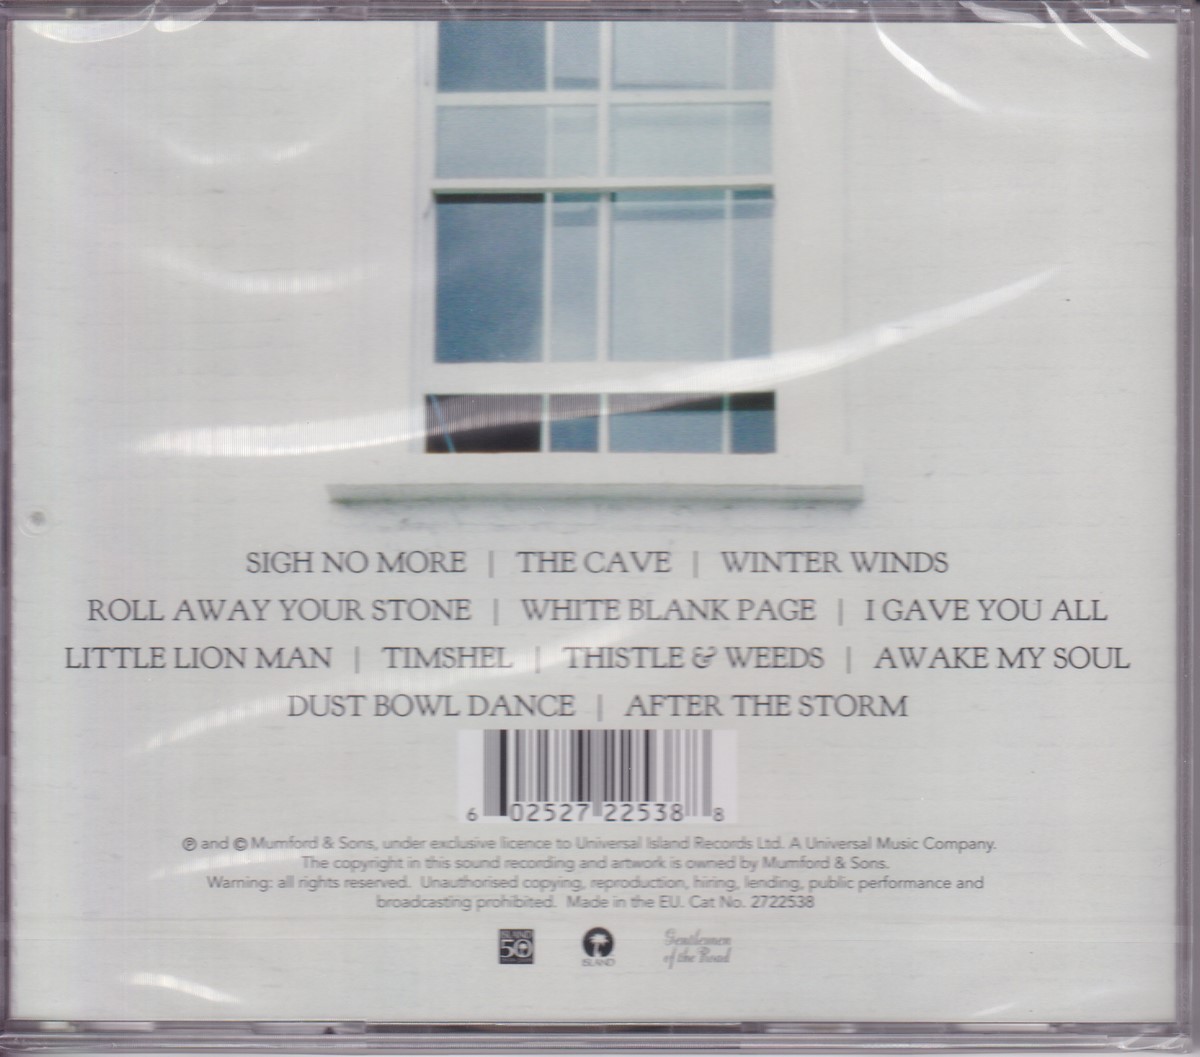 SIGH NO MORE | THE CAVE | WINTER WINDS
ROLL AWAY YOUR STONE | WHITE BLANK PAGE | I GAVE YOU ALL
LITTLE LION MAN | TIMSHEL | THISTLE & WEEDS | AWAKE MY SOUL
DUST BOWL DANCE | AFTER THE STORM
6 02527 22538 8
℗ and © Mumford & Sons, under exclusive licence to Universal Island Records Ltd. A Universal Music Company.
The copyright in this sound recording and artwork is owned by Mumford & Sons.
Warning: all rights reserved. Unauthorised copying, reproduction, hiring, lending, public performance and
broadcasting prohibited. Made in the EU. Cat No. 2722538
ISLAND
50
ISLAND
Gentlemen
of the Road